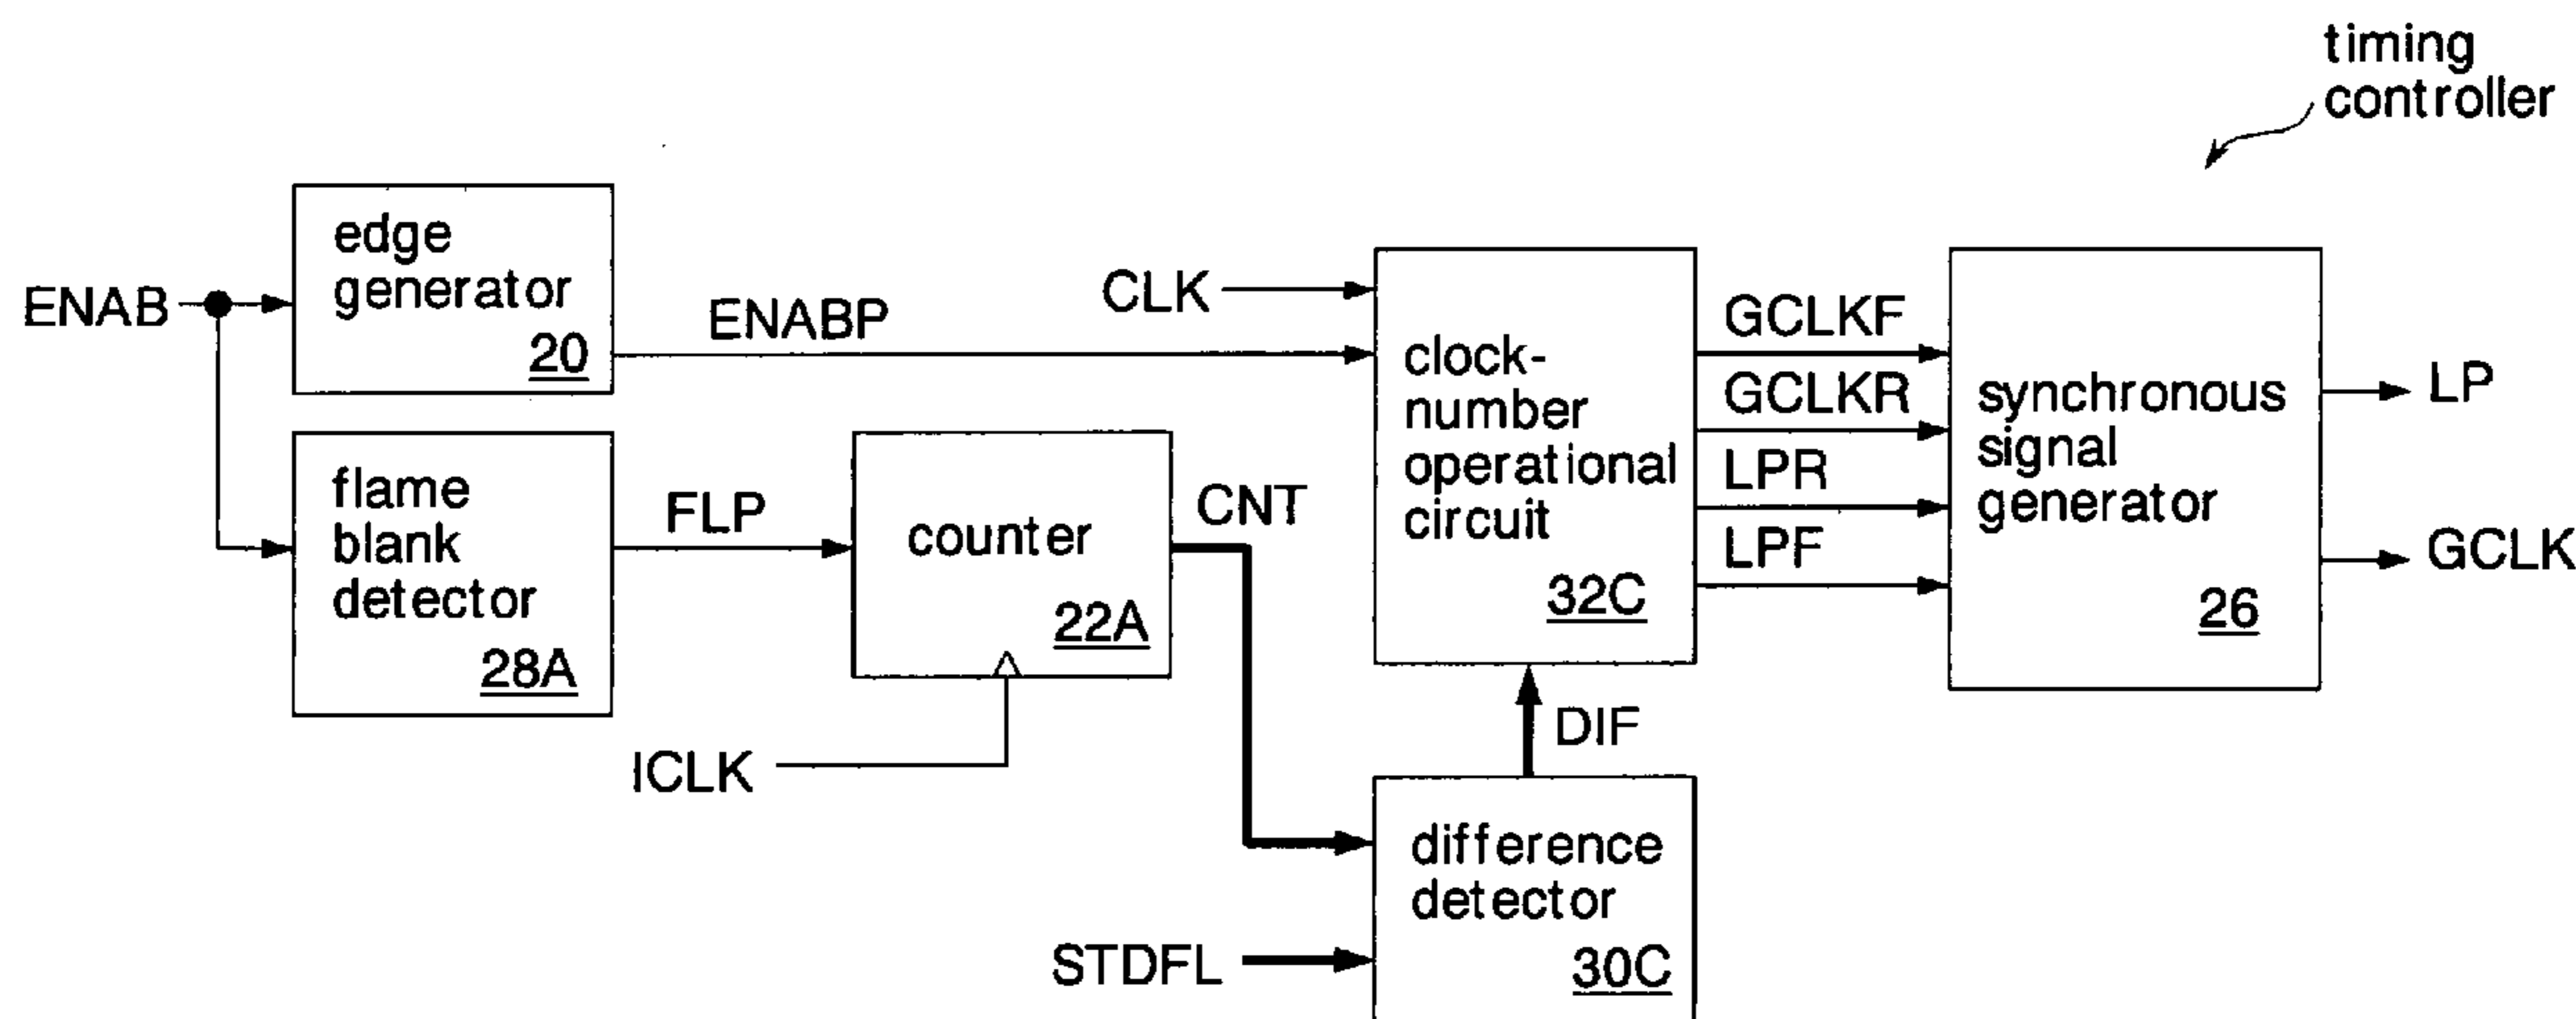 timing
controller
edge
generator
20
ENAB
ENABP
CLK
clock-
number
operational
circuit
32C
GCLKF
GCLKR
LPR
LPF
synchronous
signal
generator
26
LP
GCLK
flame
blank
detector
28A
FLP
counter
22A
CNT
ICLK
DIF
difference
detector
30C
STDFL